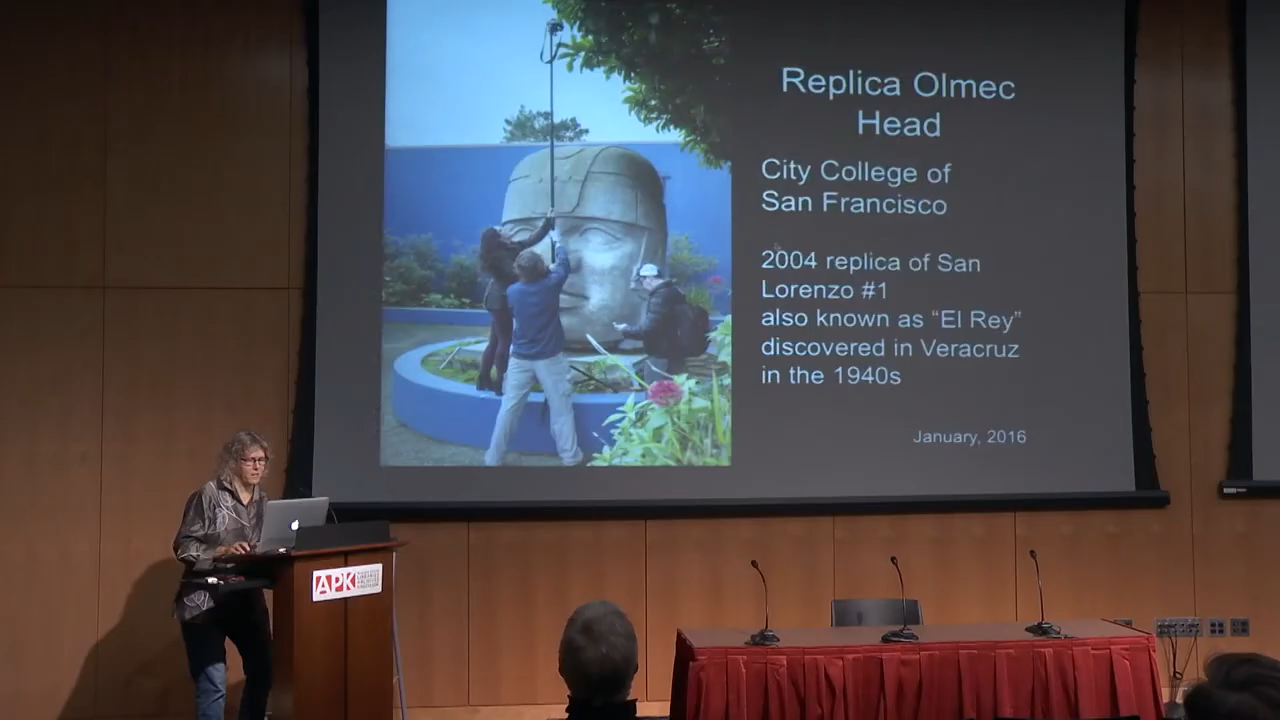 Replica Olmec
Head
City College of
San Francisco
2004 replica of San
Lorenzo #1
also known as “El Rey”
discovered in Veracruz
in the 1940s
January, 2016
APK